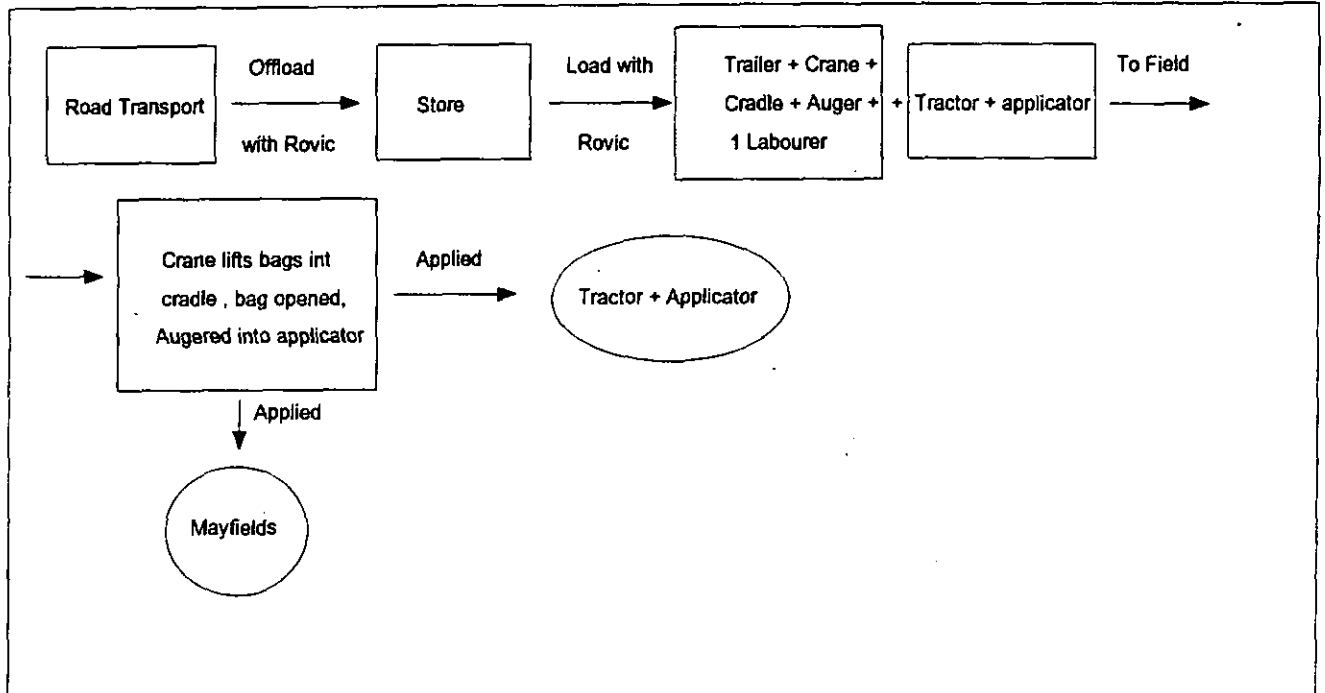 Road Transport
Offload
with Rovic
Store
Load with
Rovic
Trailer + Crane +
Cradle + Auger +
1 Labourer
+
Tractor + applicator
To Field
Crane lifts bags int
cradle , bag opened,
Augered into applicator
Applied
Tractor + Applicator
Applied
Mayfields